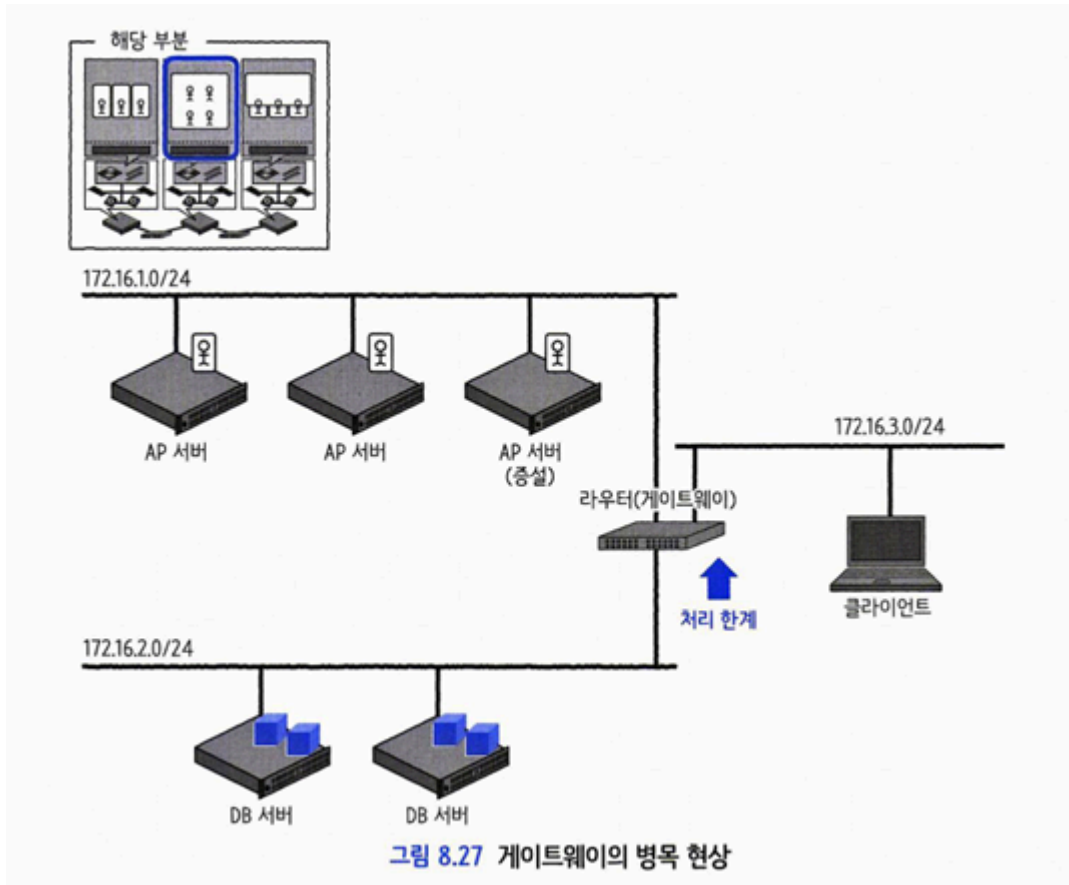 해당 부분
172.16.1.0/24
AP 서버
AP 서버
AP 서버
(증설)
172.16.3.0/24
라우터(게이트웨이)
처리 한계
클라이언트
172.16.2.0/24
DB 서버
DB 서버
그림 8.27 게이트웨이의 병목 현상